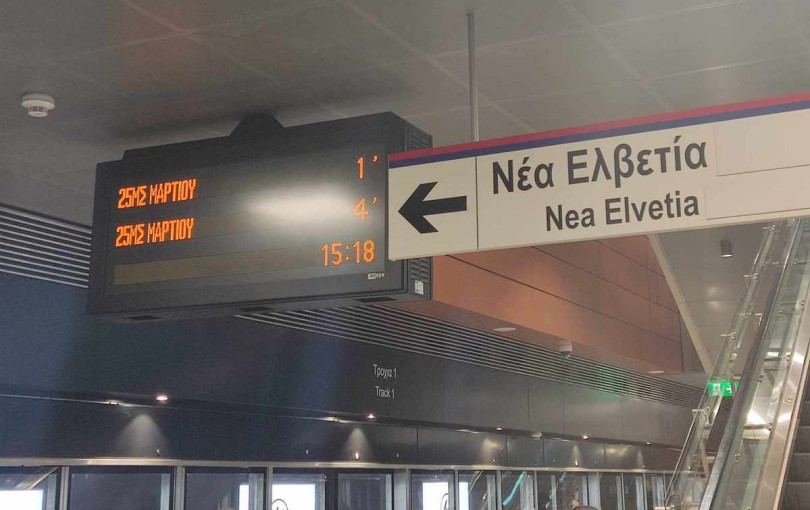 25ΗΣ ΜΑΡΤΙΟΥ 1'
25ΗΣ ΜΑΡΤΙΟΥ 4'
15:18
Νέα Ελβετία
Nea Elvetia
Τροχιά 1
Track 1